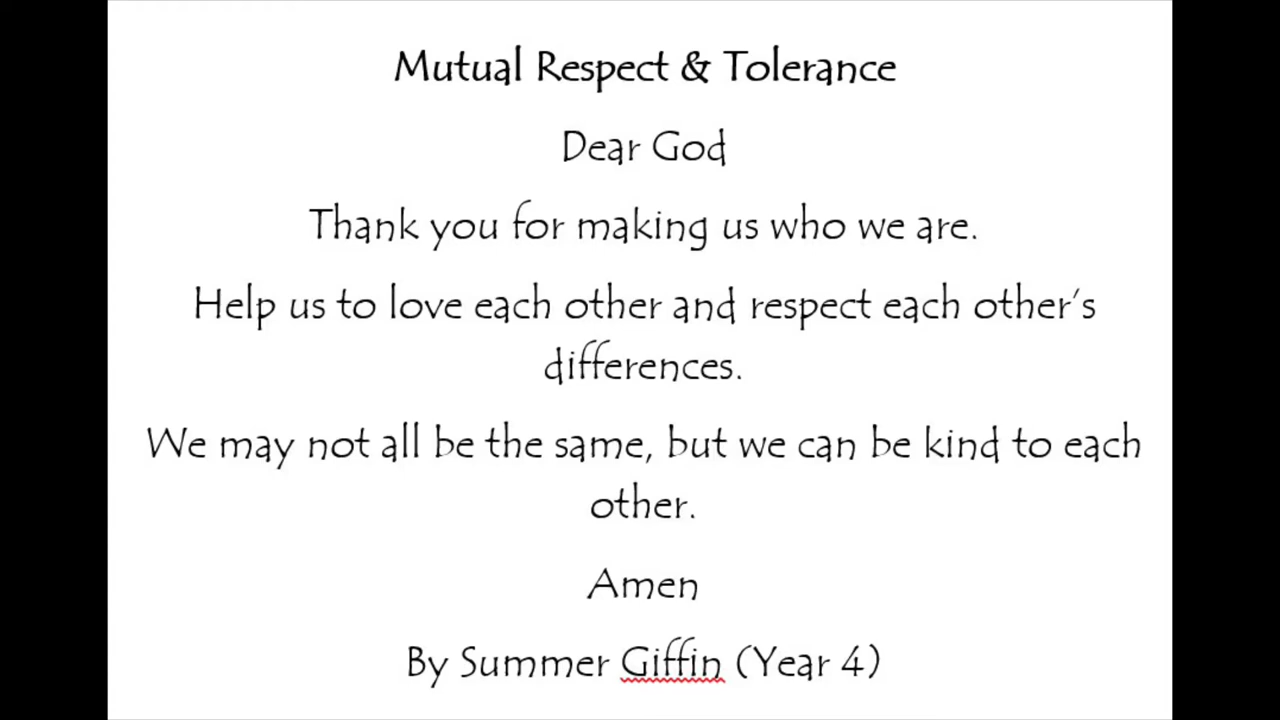 Mutual Respect & Tolerance
Dear God
Thank you for making us who we are.
Help us to love each other and respect each other's
differences.
We may not all be the same, but we can be kind to each
other.
Amen
By Summer Giffin (Year 4)